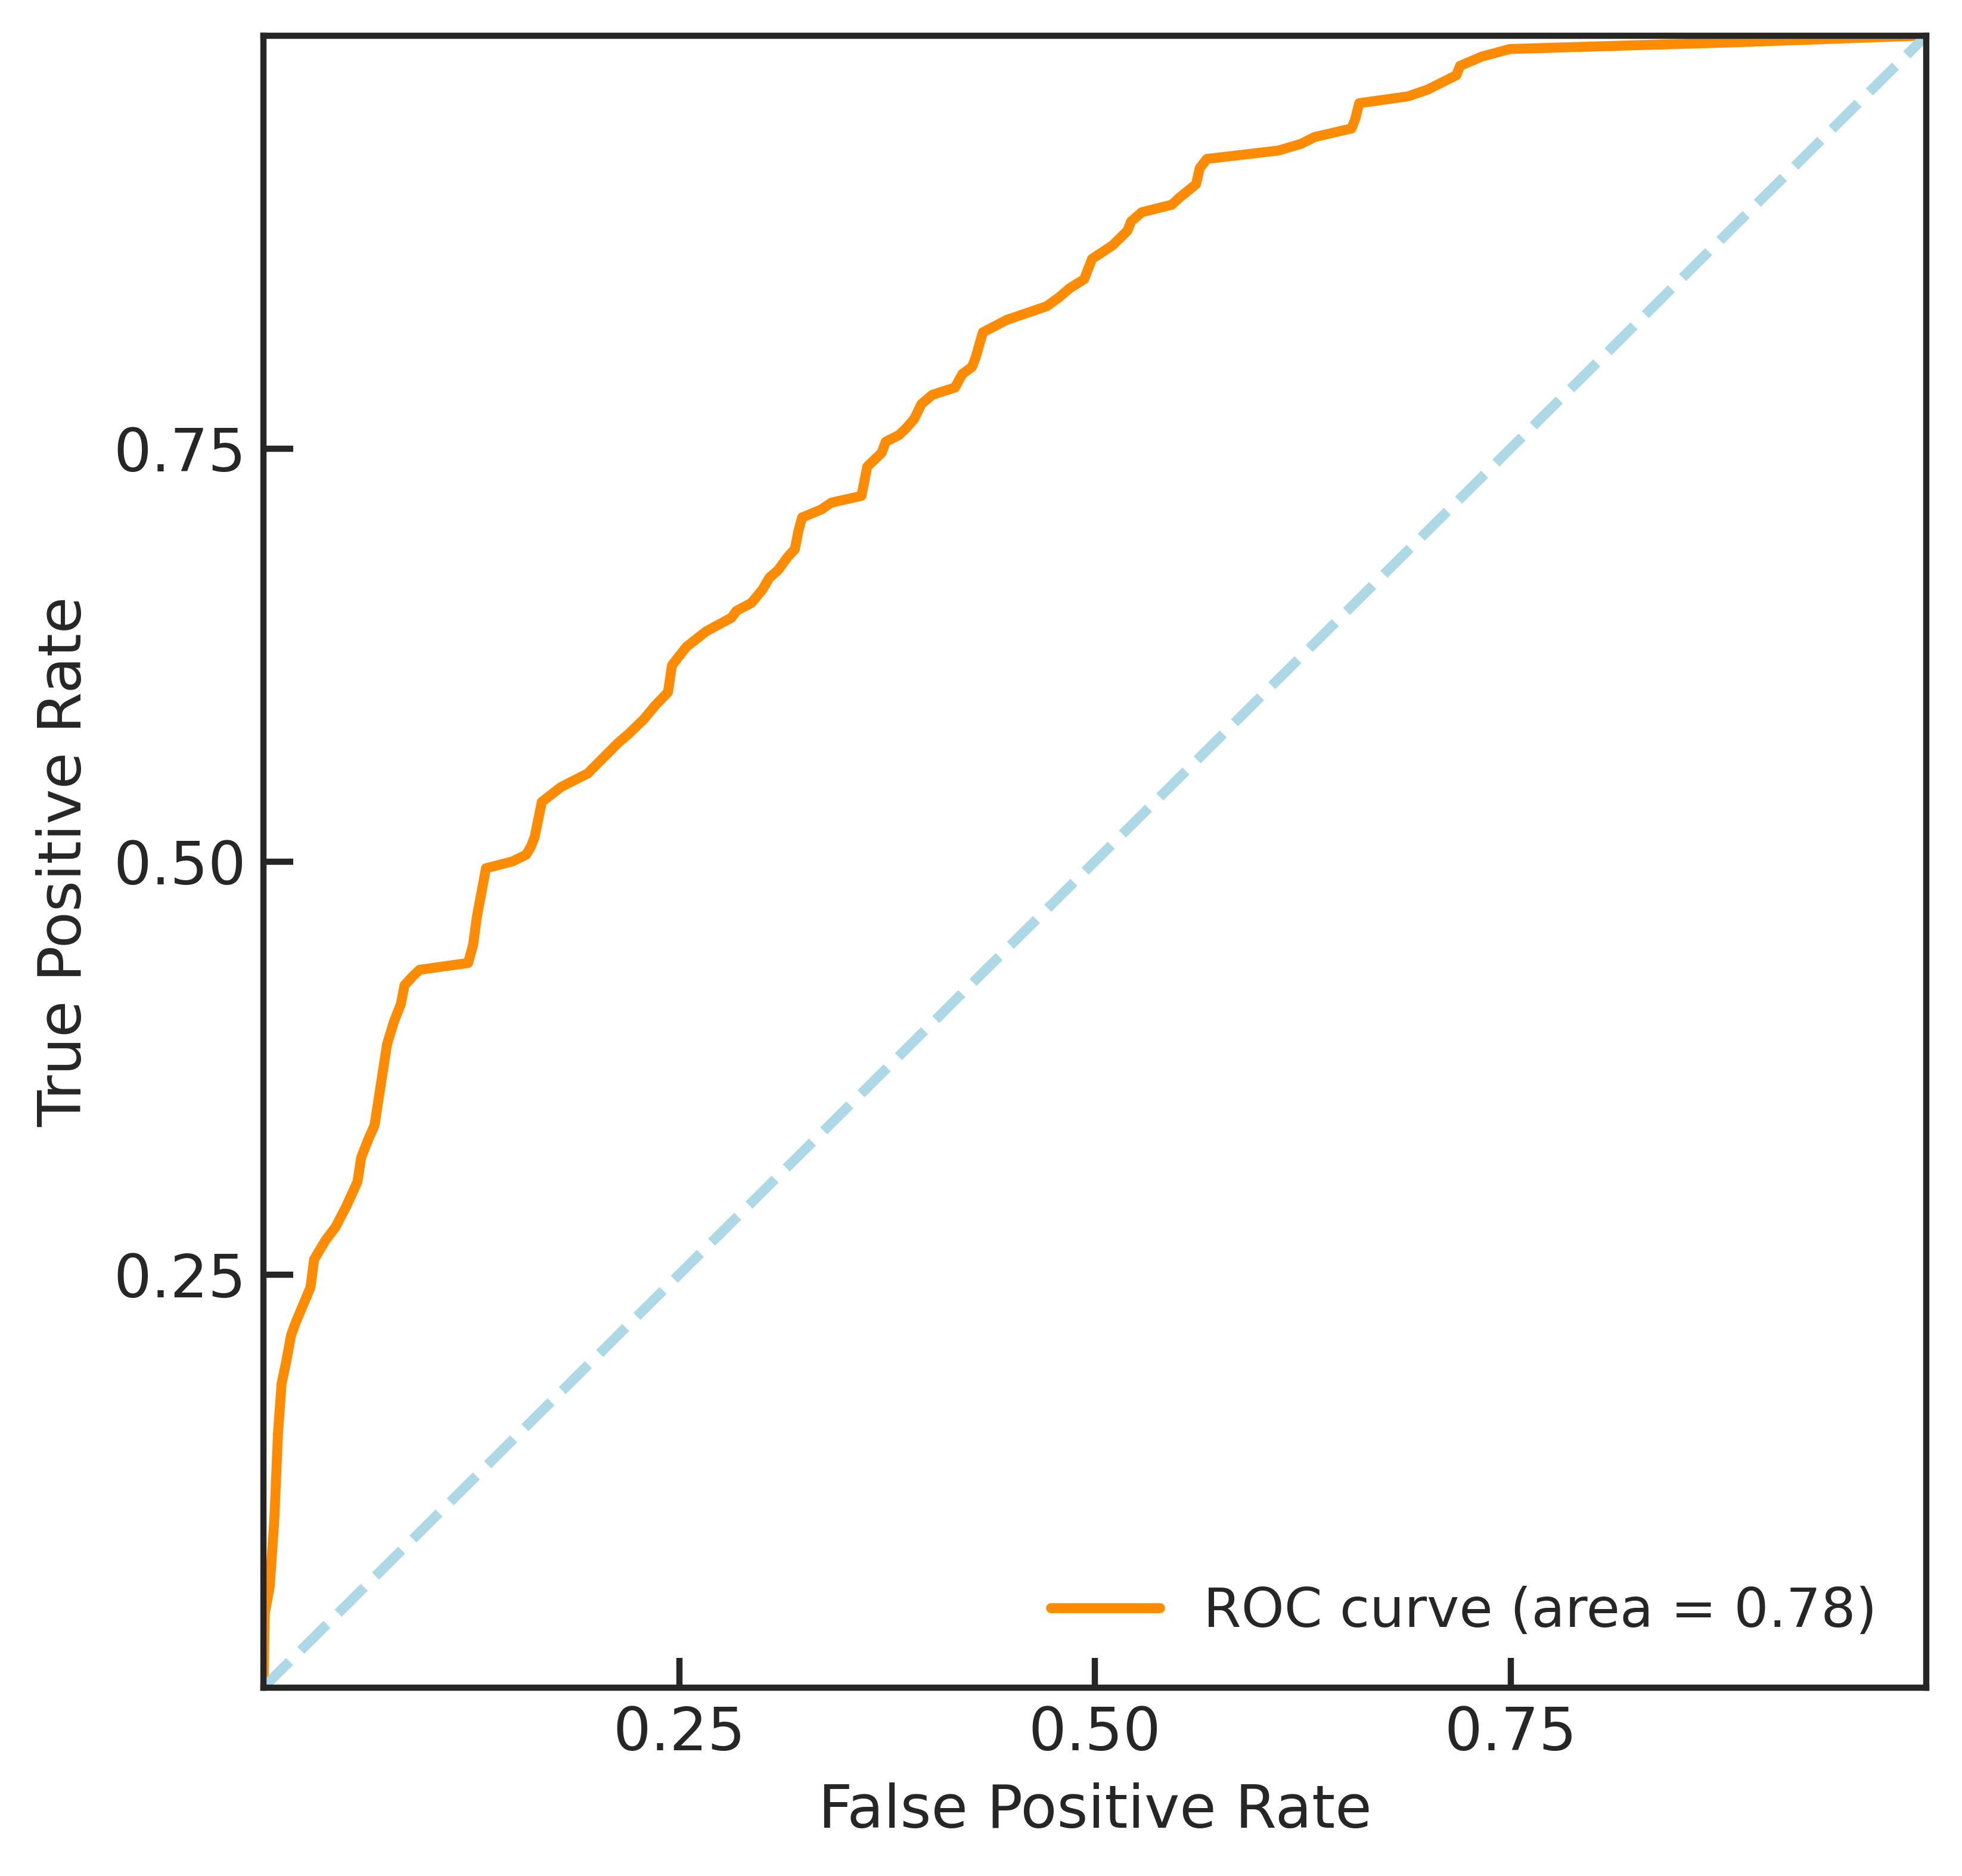 True Positive Rate
0.75
0.50
0.25
ROC curve (area = 0.78)
0.25 0.50 0.75
False Positive Rate